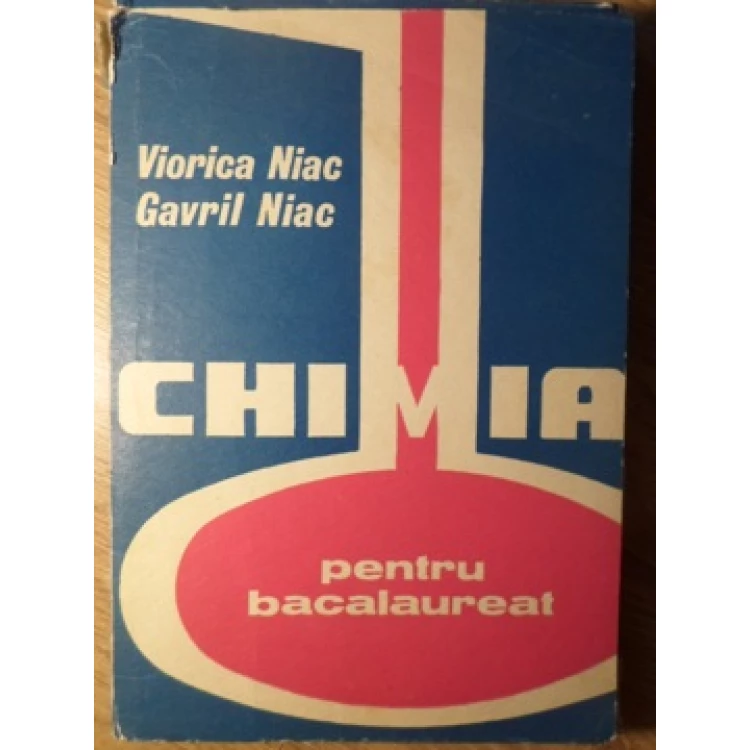 Viorica Niac
Gavril Niac
CHIMIA
pentru
bacalaureat